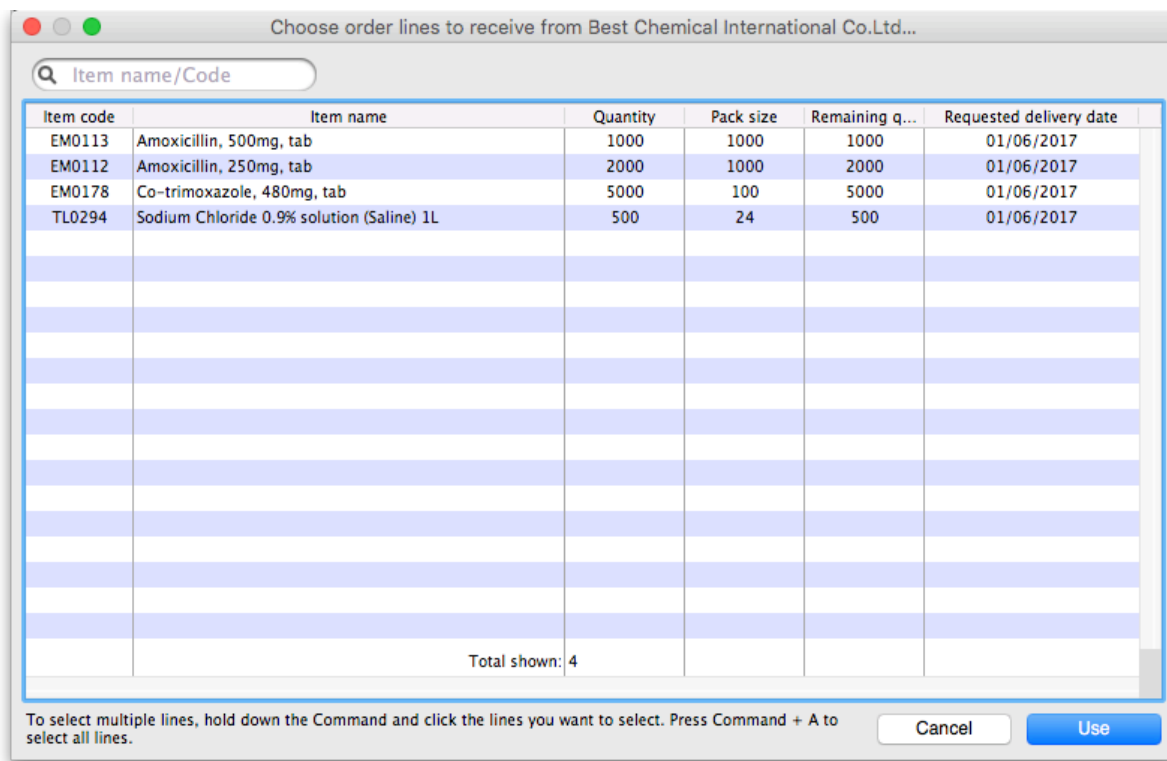 Choose order lines to receive from Best Chemical International Co.Ltd...
Item name/Code
Item code Item name Quantity Pack size Remaining q... Requested delivery date
EM0113 Amoxicillin, 500mg, tab 1000 1000 1000 01/06/2017
EM0112 Amoxicillin, 250mg, tab 2000 1000 2000 01/06/2017
EM0178 Co-trimoxazole, 480mg, tab 5000 100 5000 01/06/2017
TL0294 Sodium Chloride 0.9% solution (Saline) 1L 500 24 500 01/06/2017
Total shown: 4
To select multiple lines, hold down the Command and click the lines you want to select. Press Command + A to
select all lines.
Cancel Use